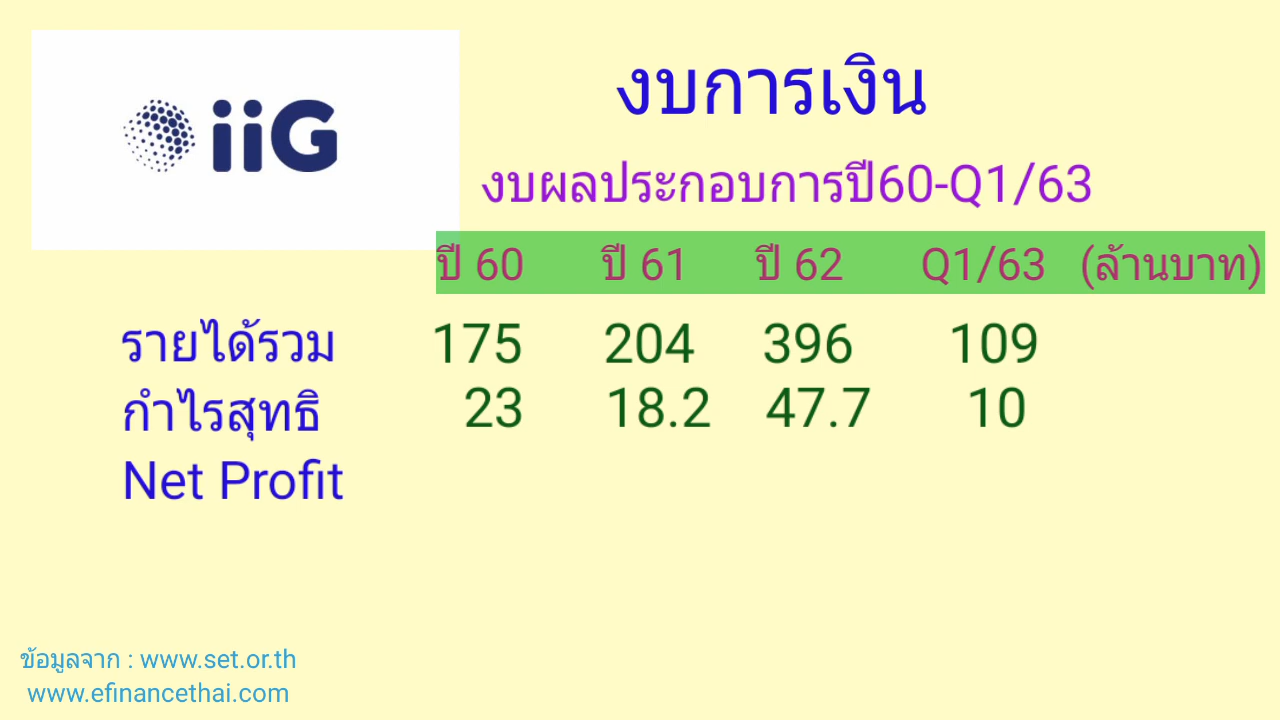 iiG
งบการเงิน
งบผลประกอบการปี60-Q1/63
ปี 60 ปี 61 ปี 62 Q1/63 (ล้านบาท)
รายได้รวม 175 204 396 109
กำไรสุทธิ 23 18.2 47.7 10
Net Profit
ข้อมูลจาก : www.set.or.th
www.efinancethai.com